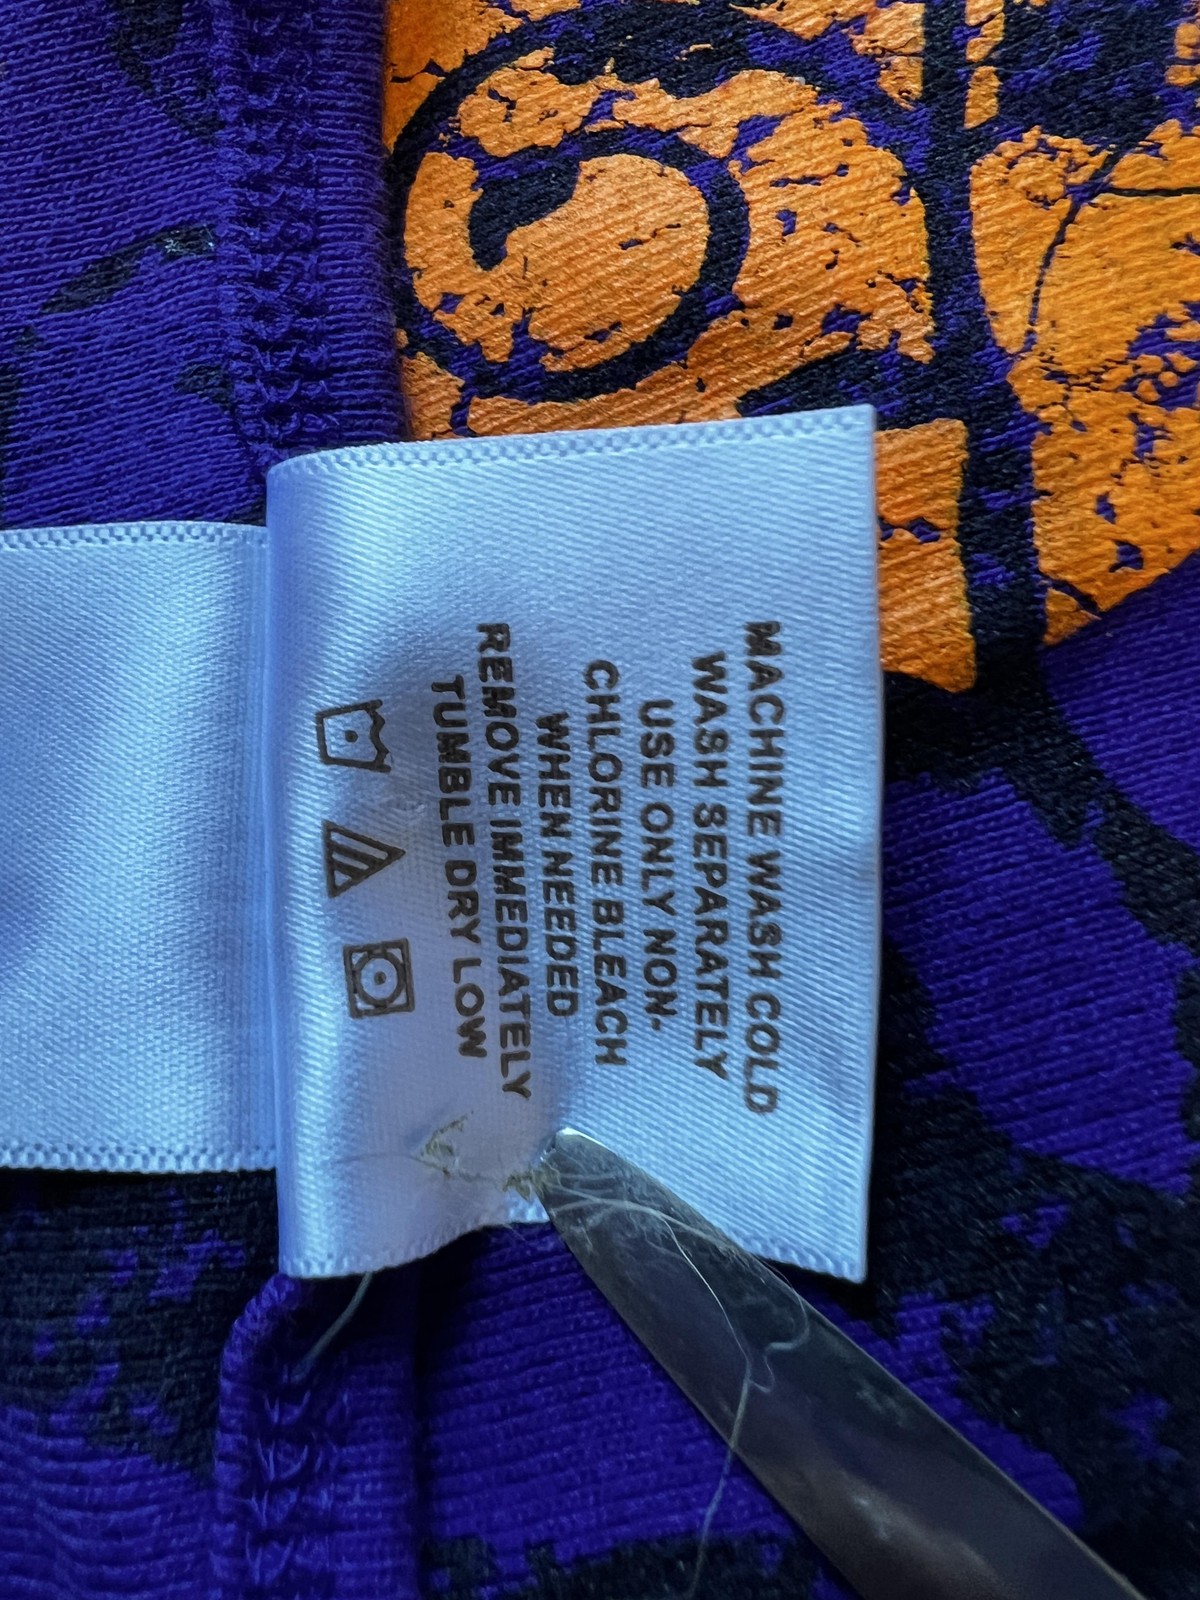 MACHINE WASH COLD
WASH SEPARATELY
USE ONLY NON-
CHLORINE BLEACH
WHEN NEEDED
REMOVE IMMEDIATELY
TUMBLE DRY LOW